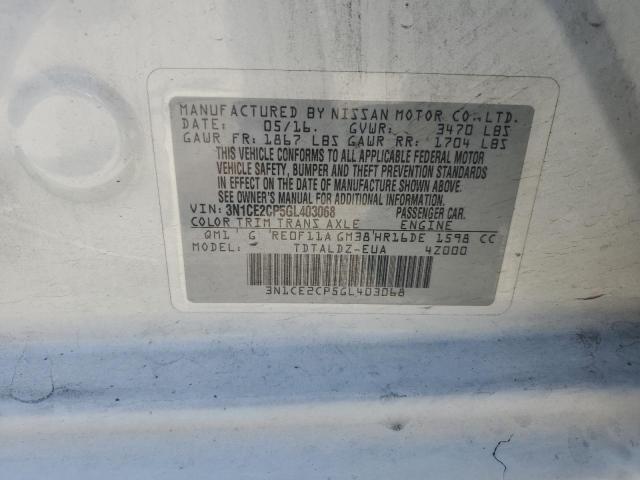 MANUFACTURED BY NISSAN MOTOR CO.,LTD.
DATE: 05/16. GVWR: 3470 LBS
GAWR FR: 1867 LBS GAWR RR: 1704 LBS
THIS VEHICLE CONFORMS TO ALL APPLICABLE FEDERAL MOTOR
VEHICLE SAFETY, BUMPER AND THEFT PREVENTION STANDARDS
IN EFFECT ON THE DATE OF MANUFACTURE SHOWN ABOVE.
SEE OWNER'S MANUAL FOR ADDITIONAL INFORMATION.
VIN: 3N1CE2CP5GL403068 PASSENGER CAR.
COLOR TRIM TRANS AXLE ENGINE
QM1 G RE0F11A GM38 HR16DE 1598 CC
MODEL: TDTALDZ-EUA 4Z000
3N1CE2CP5GL403068